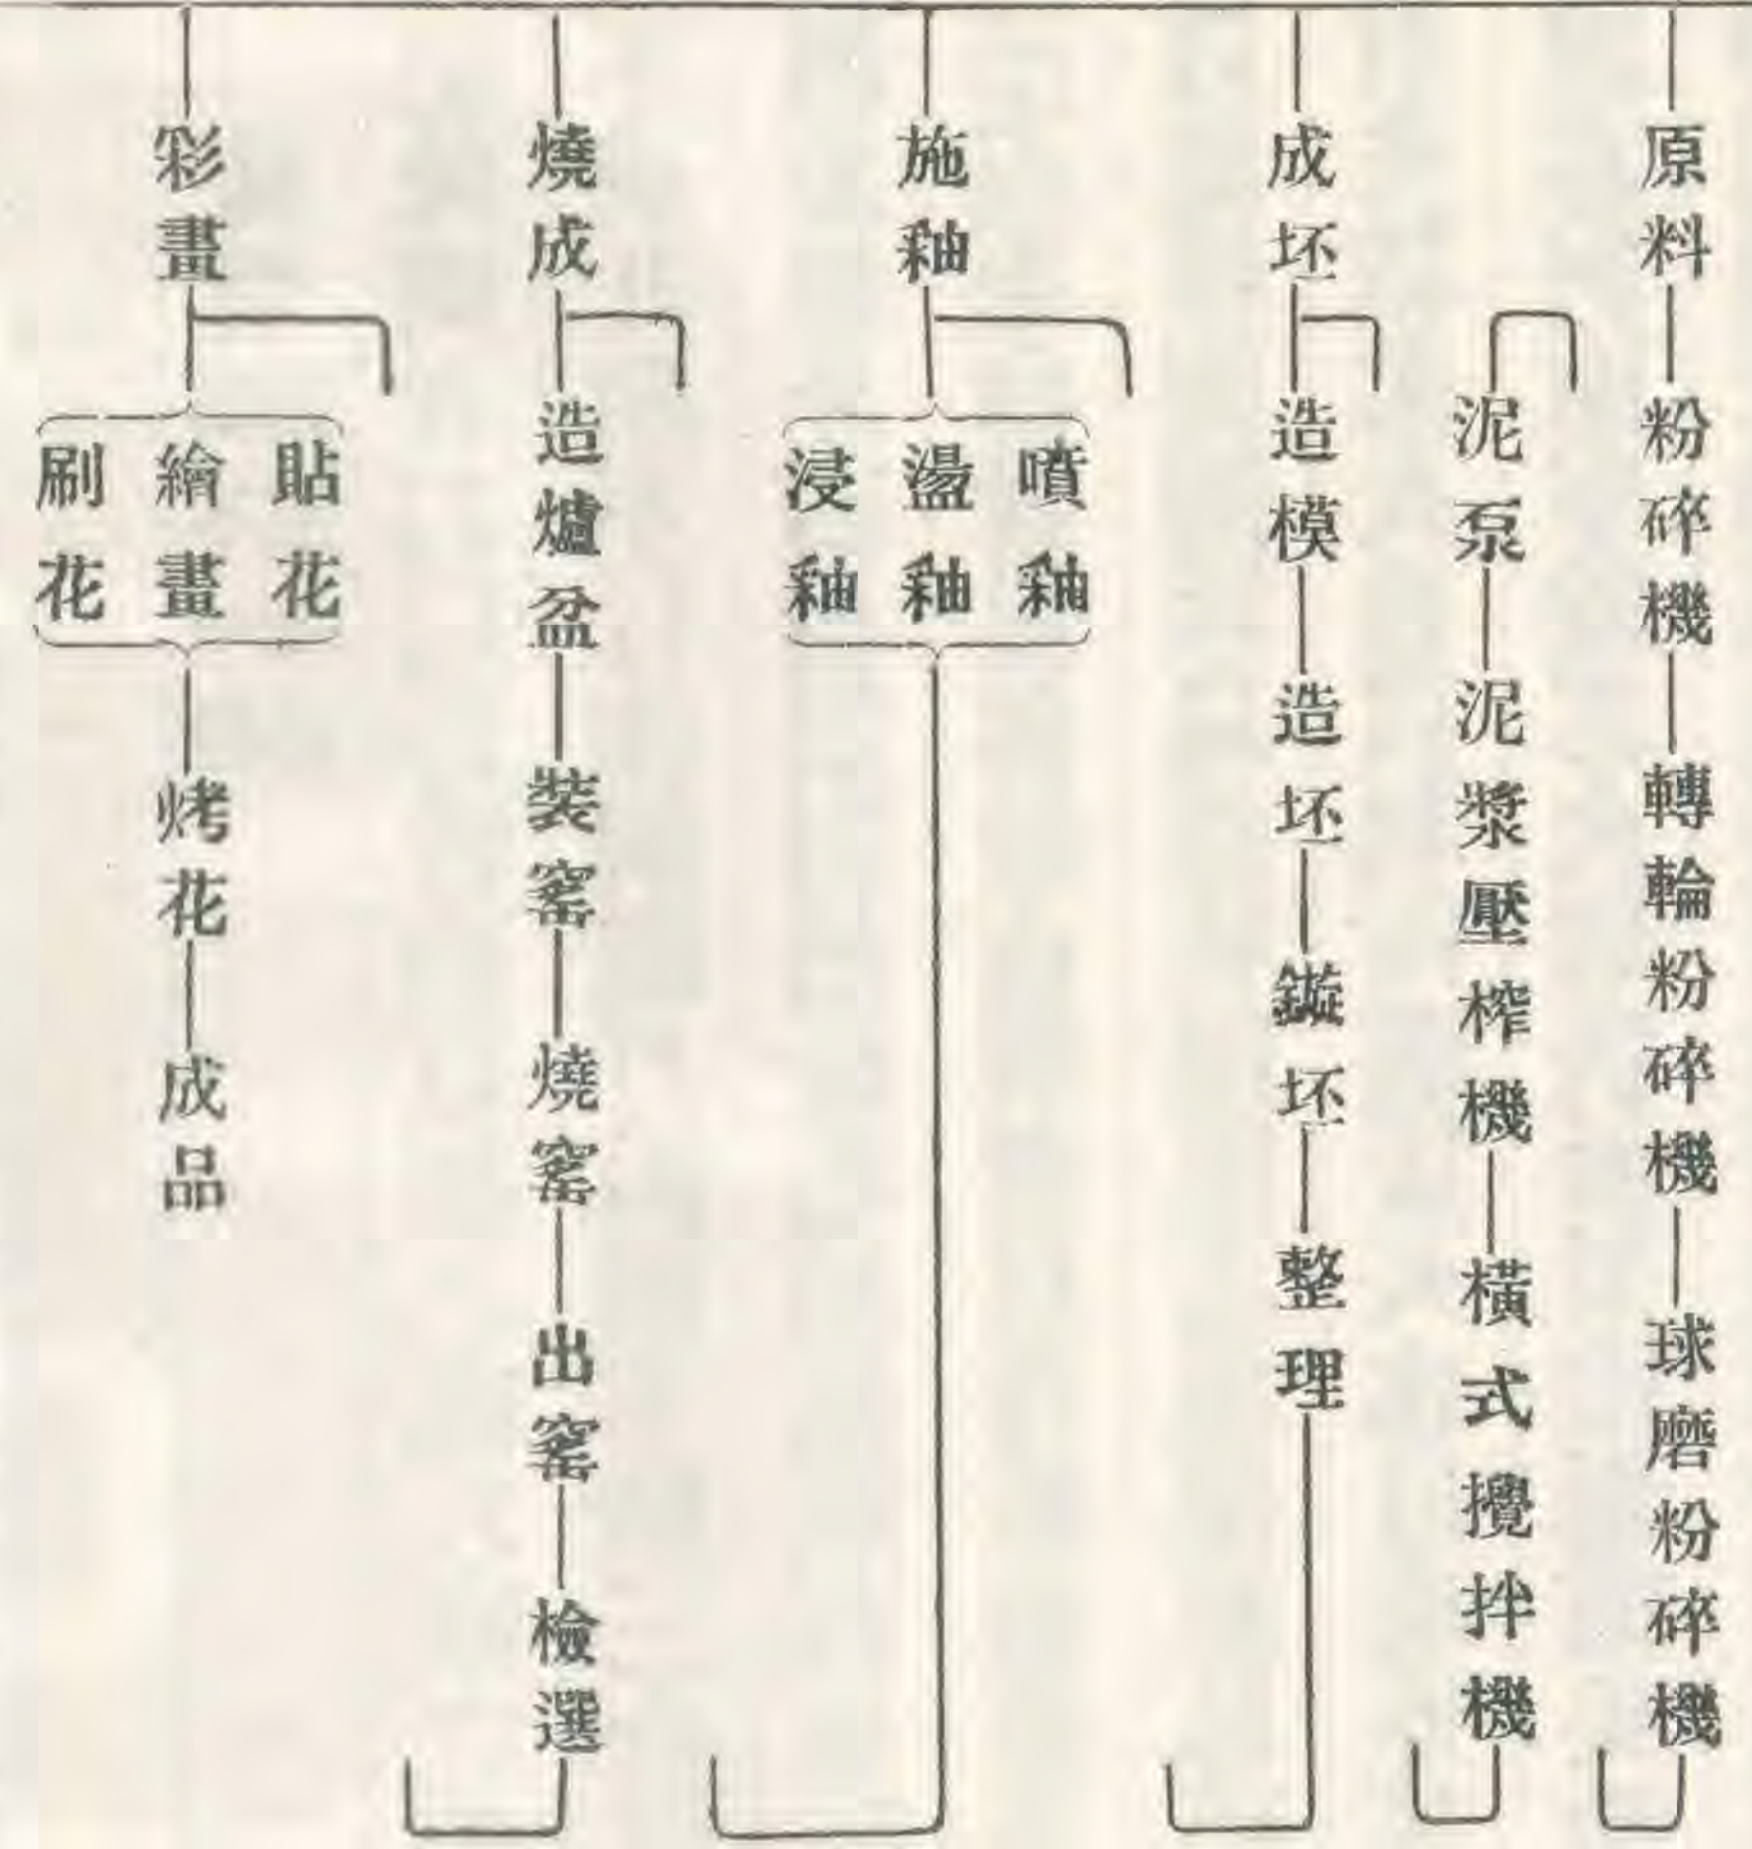 原料
粉碎機
轉輪粉碎機
球磨粉碎機
泥泵
泥漿壓榨機
橫式攪拌機
成坯
造模
造坯
鏇坯
整理
施釉
噴釉
盪釉
浸釉
燒成
造爐盆
裝窰
燒窰
出窰
檢選
彩畫
貼花
繪畫
刷花
烤花
成品